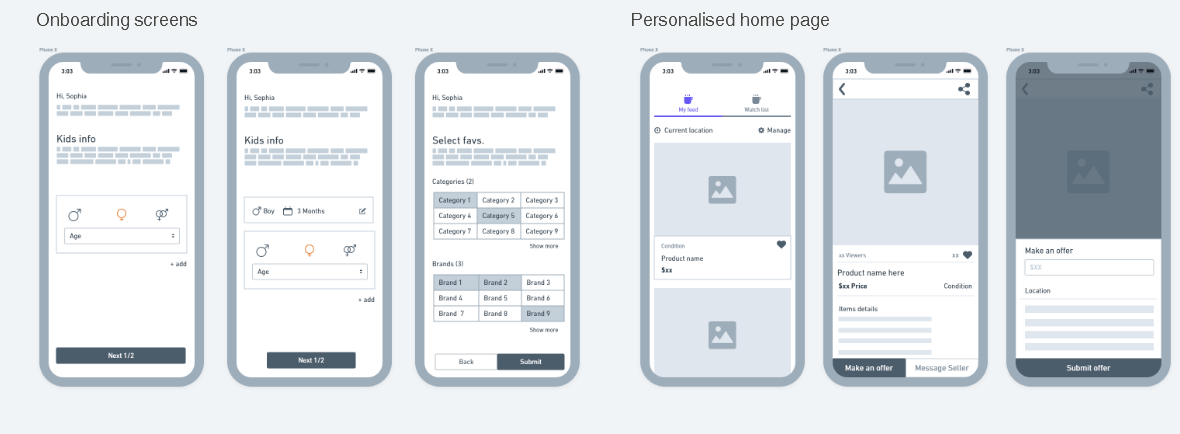 Onboarding screens
Personalised home page
Phone X
3:03
Hi, Sophia
Kids info
Age
+ add
Next 1/2
Phone X
3:03
Hi, Sophia
Kids info
Boy 3 Months
Age
+ add
Next 1/2
Phone X
3:03
Hi, Sophia
Select favs.
Categories (2)
Category 1 Category 2 Category 3
Category 4 Category 5 Category 6
Category 7 Category 8 Category 9
Show more
Brands (3)
Brand 1 Brand 2 Brand 3
Brand 4 Brand 5 Brand 6
Brand 7 Brand 8 Brand 9
Show more
Back Submit
Phone X
3:03
My feed Watch list
Current location Manage
Condition
Product name
$xx
Phone X
3:03
xx Viewers xx
Product name here
$xx Price Condition
Items details
Make an offer Message Seller
Phone X
3:03
Make an offer
$XX
Location
Submit offer